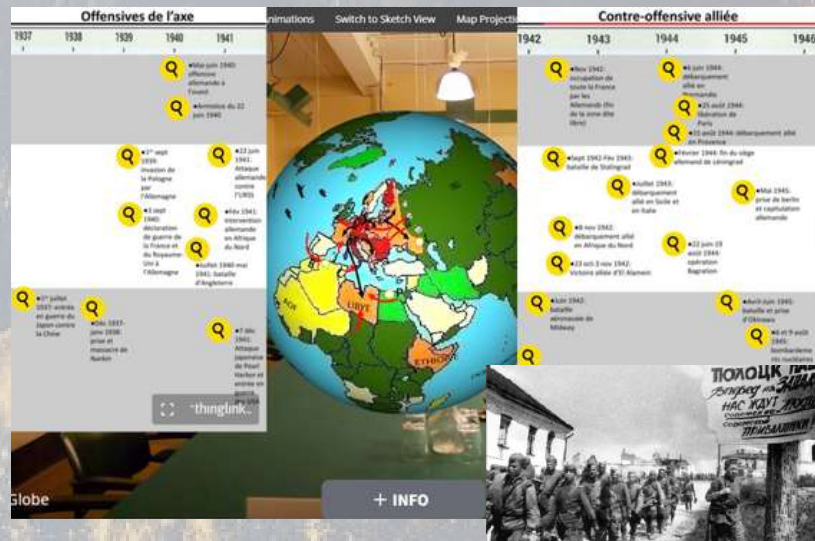 Offensives de l'axe
1937 1938 1939 1940 1941
•Mai-juin 1940:
offensive
allemande à
l'ouest
•Armistice du 22
juin 1940
•1er sept
1939:
invasion de
la Pologne
par
l'Allemagne
•22 juin
1941:
Attaque
allemande
contre
l'URSS
•3 sept
1940:
déclaration
de guerre de
la France et
du Royaume-
Uni à
l'Allemagne
•Fév 1941:
intervention
allemande
en Afrique
du Nord
•Juillet 1940-mai
1941: bataille
d'Angleterre
•1er juillet
1937: entrée
en guerre du
Japon contre
la Chine
•Déc 1937-
janv 1938:
prise et
massacre de
Nankin
•7 déc
1941:
Attaque
japonaise
de Pearl
Harbor et
entrée en
thinglink..
nimations Switch to Sketch View Map Projectio
AOF
LIBYE
ETHIOPIE
Globe
+ INFO
Contre-offensive alliée
1942 1943 1944 1945 1946
•Nov 1942:
occupation de
toute la France
par les
Allemands (fin
de la zone dite
libre)
•6 juin 1944:
débarquement
allié en
Normandie
•25 août 1944:
libération de
Paris
•15 août 1944: débarquement allié
en Provence
•Sept 1942-Fév 1943:
bataille de Stalingrad
•Février 1944: fin du siège
allemand de Léningrad
•Juillet 1943:
débarquement
allié en Sicile et
en Italie
•Mai 1945:
prise de berlin
et capitulation
allemande
•8 nov 1942:
débarquement allié
en Afrique du Nord
•22 juin-19
août 1944:
opération
Bagration
•23 oct-3 nov 1942:
Victoire alliée d'El Alamein
•Juin 1942:
bataille
aéronavale de
Midway
•Avril-Juin 1945:
bataille et prise
d'Okinawa
•6 et 9 août
1945:
bombardeme
nts nucléaires
ПОЛОЦК
ЗАПАД
НАС ЖДУТ